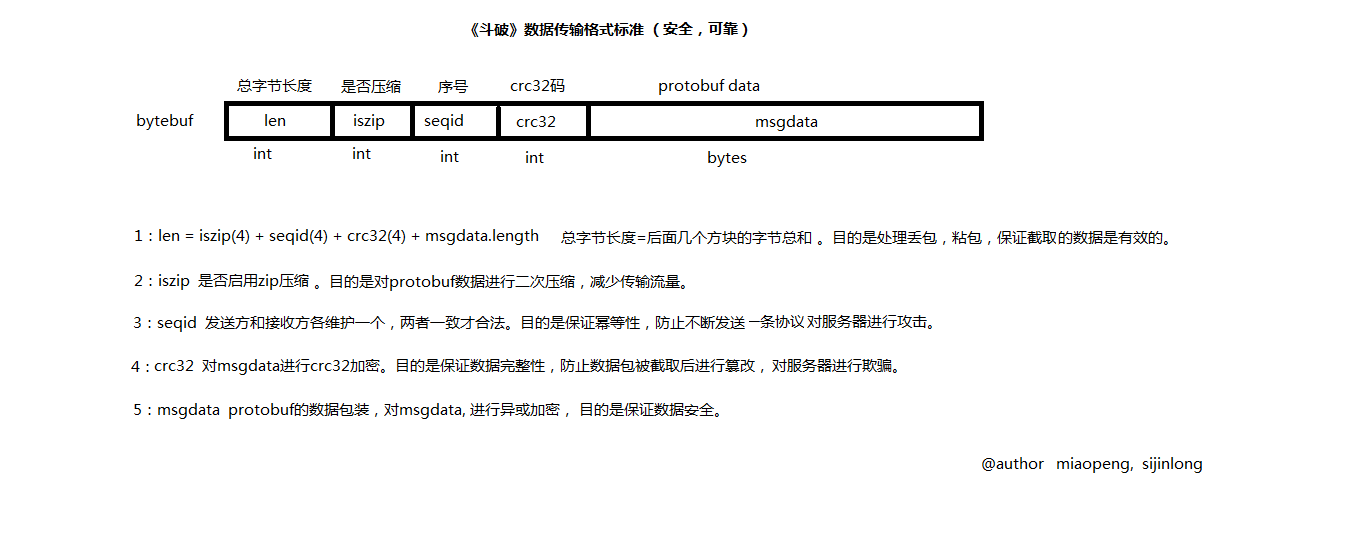 《斗破》数据传输格式标准（安全，可靠）
总字节长度 是否压缩 序号 crc32码 protobuf data
bytebuf len iszip seqid crc32 msgdata
int int int int bytes
1：len = iszip(4) + seqid(4) + crc32(4) + msgdata.length 总字节长度=后面几个方块的字节总和 。目的是处理丢包，粘包，保证截取的数据是有效的。
2：iszip 是否启用zip压缩 。目的是对protobuf数据进行二次压缩，减少传输流量。
3：seqid 发送方和接收方各维护一个，两者一致才合法。目的是保证幂等性，防止不断发送 一条协议 对服务器进行攻击。
4：crc32 对msgdata进行crc32加密。目的是保证数据完整性，防止数据包被截取后进行篡改， 对服务器进行欺骗。
5：msgdata protobuf的数据包装，对msgdata, 进行异或加密， 目的是保证数据安全。
@author miaopeng, sijinlong